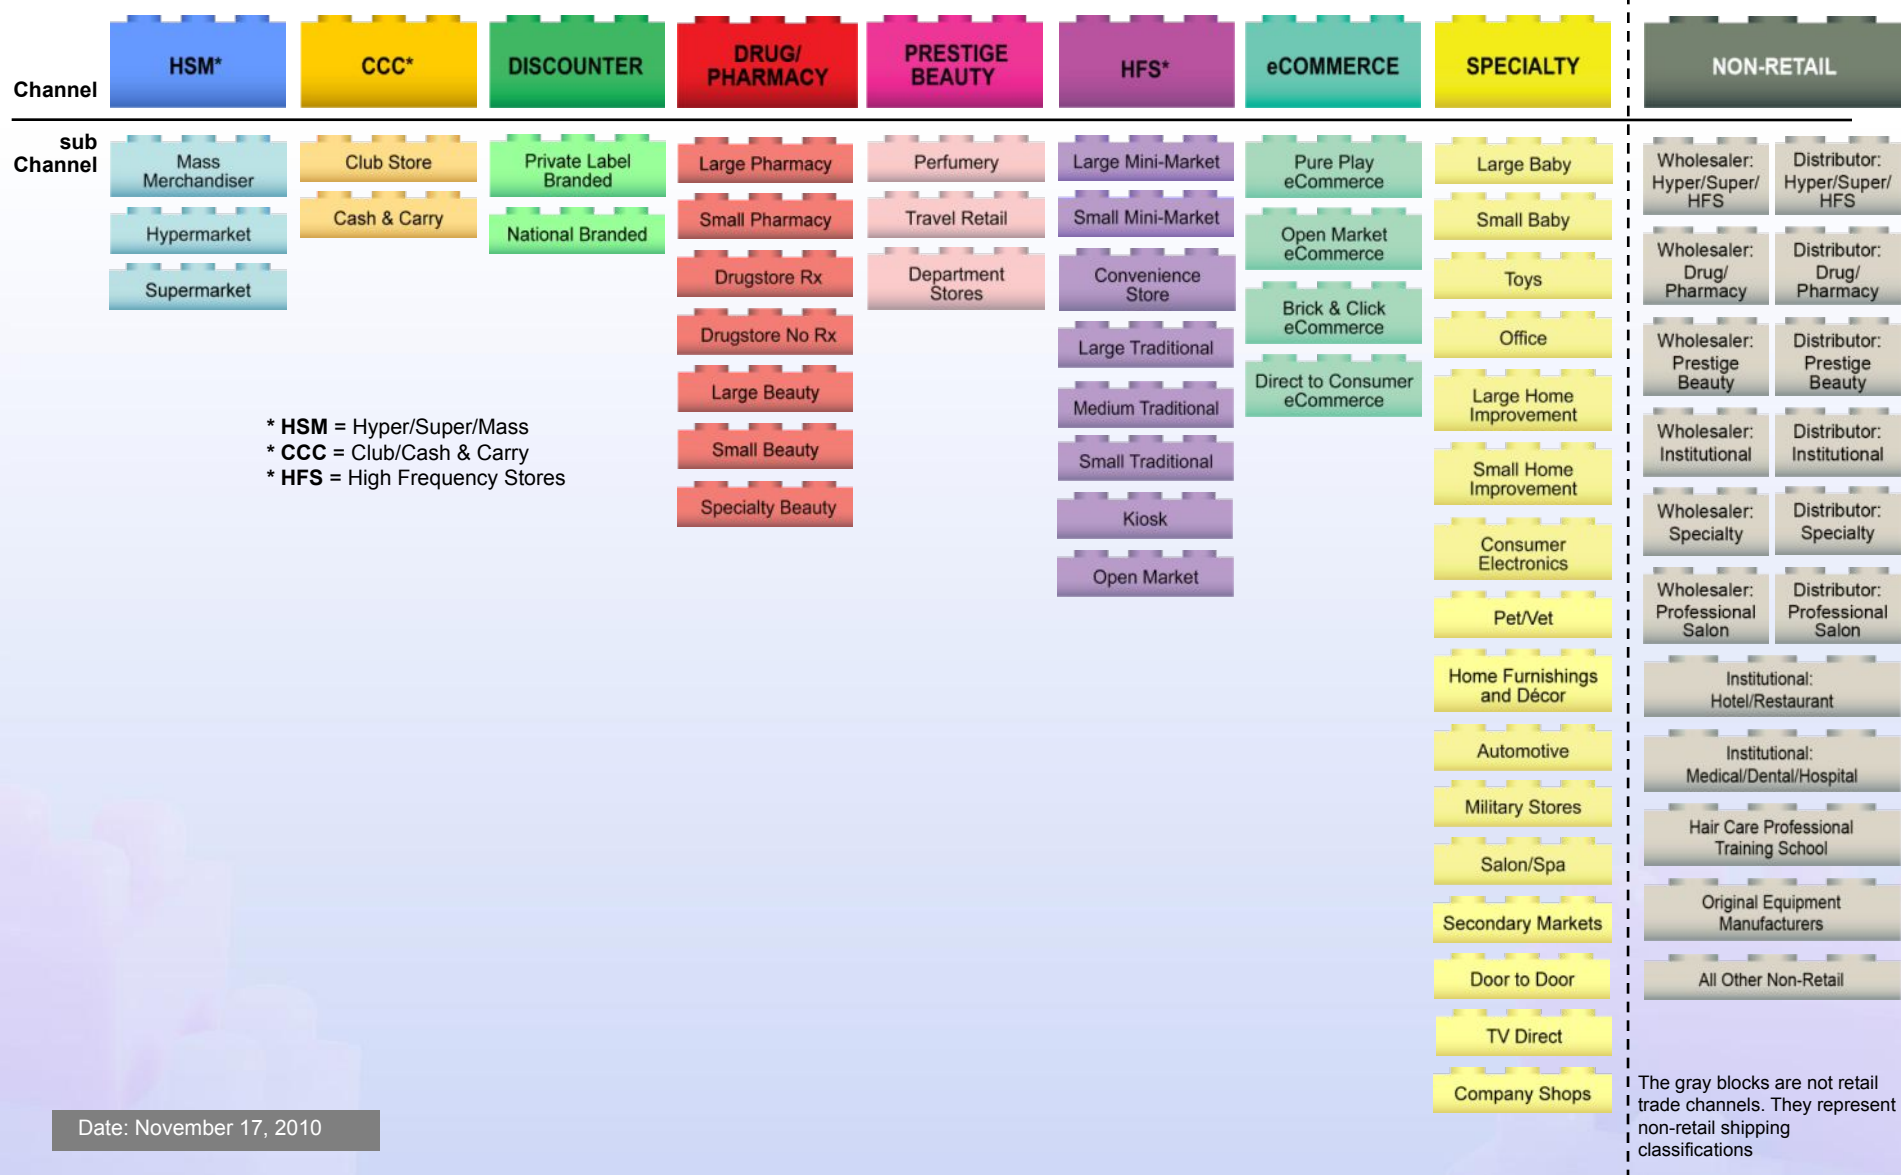 Channel
HSM*
CCC*
DISCOUNTER
DRUG/
PHARMACY
PRESTIGE
BEAUTY
HFS*
eCOMMERCE
SPECIALTY
NON-RETAIL
sub
Channel
Mass
Merchandiser
Hypermarket
Supermarket
Club Store
Cash & Carry
Private Label
Branded
National Branded
Large Pharmacy
Small Pharmacy
Drugstore Rx
Drugstore No Rx
Large Beauty
Small Beauty
Specialty Beauty
Perfumery
Travel Retail
Department
Stores
Large Mini-Market
Small Mini-Market
Convenience
Store
Large Traditional
Medium Traditional
Small Traditional
Kiosk
Open Market
Pure Play
eCommerce
Open Market
eCommerce
Brick & Click
eCommerce
Direct to Consumer
eCommerce
Large Baby
Small Baby
Toys
Office
Large Home
Improvement
Small Home
Improvement
Consumer
Electronics
Pet/Vet
Home Furnishings
and Décor
Automotive
Military Stores
Salon/Spa
Secondary Markets
Door to Door
TV Direct
Company Shops
Wholesaler:
Hyper/Super/
HFS
Distributor:
Hyper/Super/
HFS
Wholesaler:
Drug/
Pharmacy
Distributor:
Drug/
Pharmacy
Wholesaler:
Prestige
Beauty
Distributor:
Prestige
Beauty
Wholesaler:
Institutional
Distributor:
Institutional
Wholesaler:
Specialty
Distributor:
Specialty
Wholesaler:
Professional
Salon
Distributor:
Professional
Salon
Institutional:
Hotel/Restaurant
Institutional:
Medical/Dental/Hospital
Hair Care Professional
Training School
Original Equipment
Manufacturers
All Other Non-Retail
* HSM = Hyper/Super/Mass
* CCC = Club/Cash & Carry
* HFS = High Frequency Stores
The gray blocks are not retail
trade channels. They represent
non-retail shipping
classifications
Date: November 17, 2010